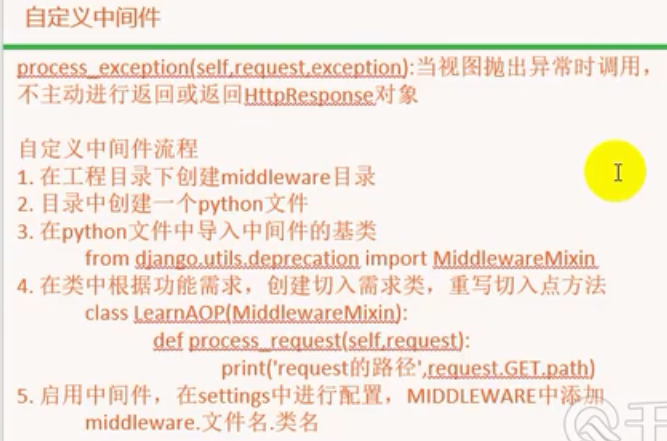 自定义中间件
process_exception(self,request,exception):当视图抛出异常时调用，
不主动进行返回或返回HttpResponse对象
自定义中间件流程
1. 在工程目录下创建middleware目录
2. 目录中创建一个python文件
3. 在python文件中导入中间件的基类
from django.utils.deprecation import MiddlewareMixin
4. 在类中根据功能需求，创建切入需求类，重写切入点方法
class LearnAOP(MiddlewareMixin):
def process_request(self,request):
print('request的路径',request.GET.path)
5. 启用中间件，在settings中进行配置，MIDDLEWARE中添加
middleware.文件名.类名